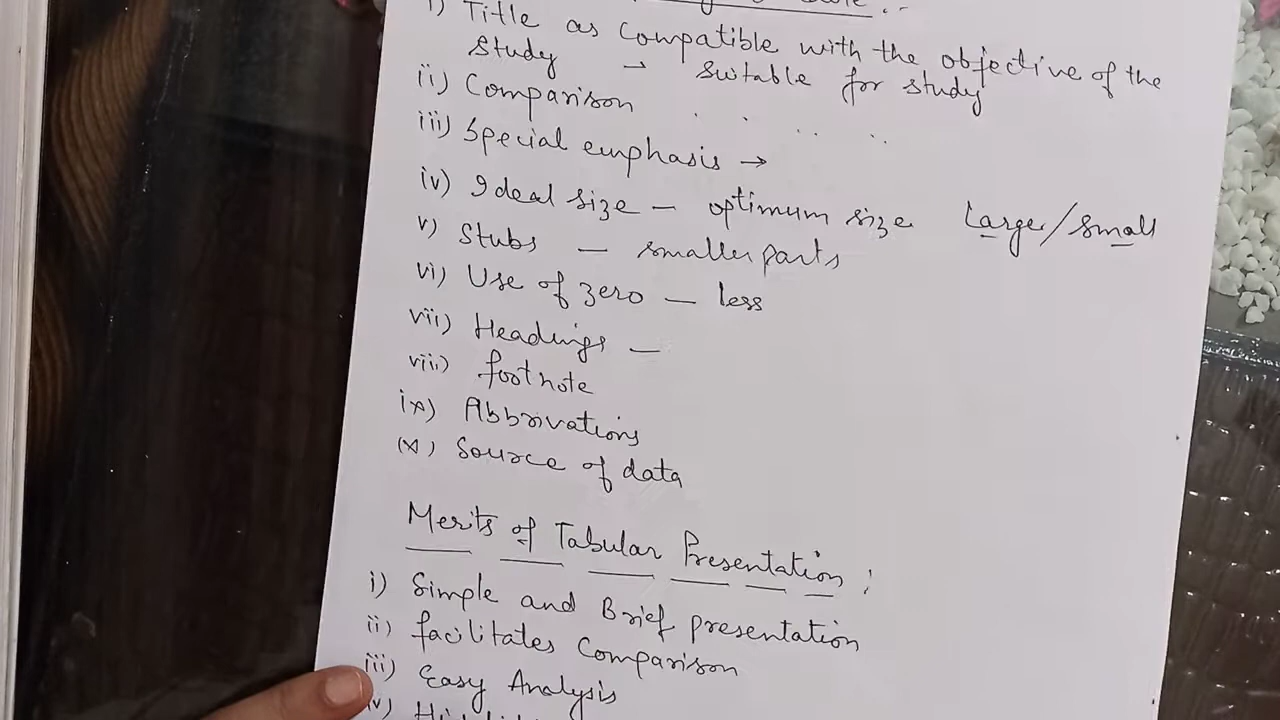 i) Title as Compatible with the objective of the
study → suitable for study
ii) Comparison
iii) Special emphasis →
iv) Ideal size — optimum size Large/small
v) Stubs — smaller parts
vi) Use of zero — less
vii) Headings —
viii) footnote
ix) Abbrivations
(x) Source of data
Merits of Tabular Presentation :
i) Simple and Brief presentation
ii) facilitates Comparison
iii) Easy Analysis